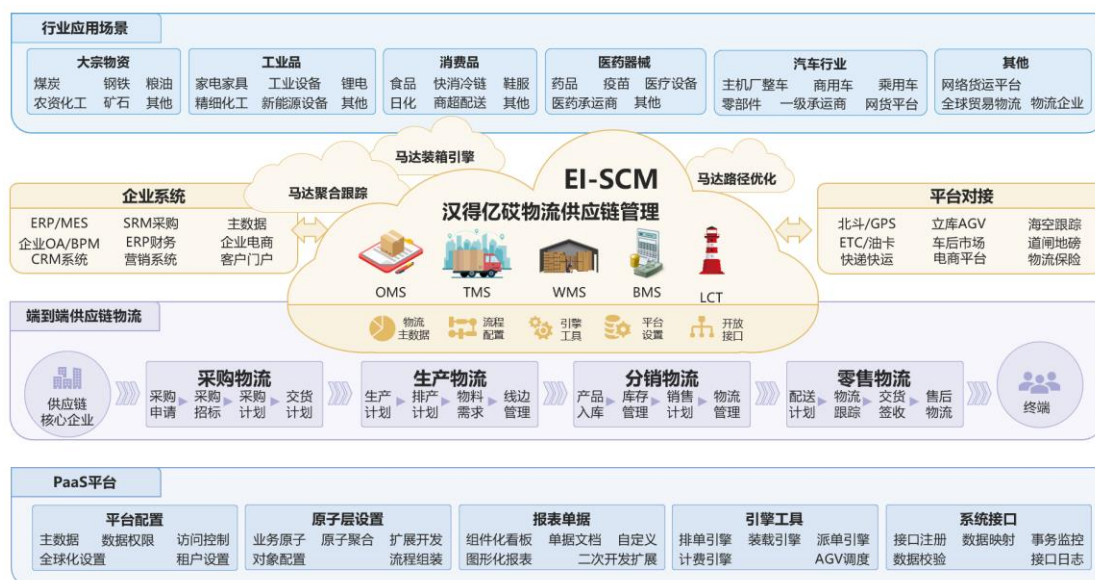 行业应用场景
大宗物资
煤炭 钢铁 粮油
农资化工 矿石 其他
工业品
家电家具 工业设备 锂电
精细化工 新能源设备 其他
消费品
食品 快消冷链 鞋服
日化 商超配送 其他
医药器械
药品 疫苗 医疗设备
医药承运商 其他
汽车行业
主机厂整车 商用车 乘用车
零部件 一级承运商 网货平台
其他
网络货运平台
全球贸易物流 物流企业
马达装箱引擎
马达聚合跟踪
马达路径优化
EI-SCM
汉得亿砹物流供应链管理
OMS TMS WMS BMS LCT
物流
主数据
流程
配置
引擎
工具
平台
设置
开放
接口
企业系统
ERP/MES SRM采购 主数据
企业OA/BPM ERP财务 企业电商
CRM系统 营销系统 客户门户
平台对接
北斗/GPS 立库AGV 海空跟踪
ETC/油卡 车后市场 道闸地磅
快递快运 电商平台 物流保险
端到端供应链物流
供应链
核心企业
采购物流
采购
申请
采购
招标
采购
计划
交货
计划
生产物流
生产
计划
排产
计划
物料
需求
线边
管理
分销物流
产品
入库
库存
管理
销售
计划
物流
管理
零售物流
配送
计划
物流
跟踪
交货
签收
售后
物流
终端
PaaS平台
平台配置
主数据 数据权限 访问控制
全球化设置 租户设置
原子层设置
业务原子 原子聚合 扩展开发
对象配置 流程组装
报表单据
组件化看板 单据文档 自定义
图形化报表 二次开发扩展
引擎工具
排单引擎 装载引擎 派单引擎
计费引擎 AGV调度
系统接口
接口注册 数据映射 事务监控
数据校验 接口日志